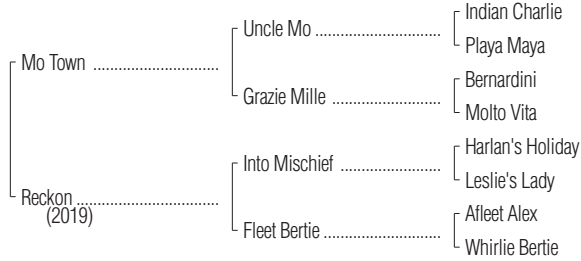 Indian Charlie
Uncle Mo
Playa Maya
Mo Town
Bernardini
Grazie Mille
Molto Vita
Harlan's Holiday
Into Mischief
Leslie's Lady
Reckon
(2019)
Afleet Alex
Fleet Bertie
Whirlie Bertie